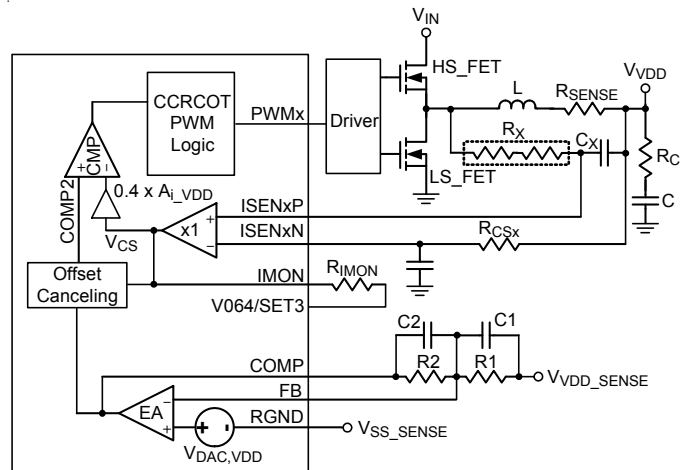 V_IN
HS_FET
L
R_SENSE
V_VDD
CCRCOT
PWM
Logic
PWMx
Driver
R_X
C_X
R_C
CMP
+
-
LS_FET
C
COMP2
0.4 x A_i_VDD
ISENxP
+
x1
V_CS
ISENxN
-
R_CSx
Offset
Canceling
IMON
R_IMON
V064/SET3
C2
C1
COMP
R2
R1
V_VDD_SENSE
FB
EA
-
+
+
-
RGND
V_SS_SENSE
V_DAC,VDD